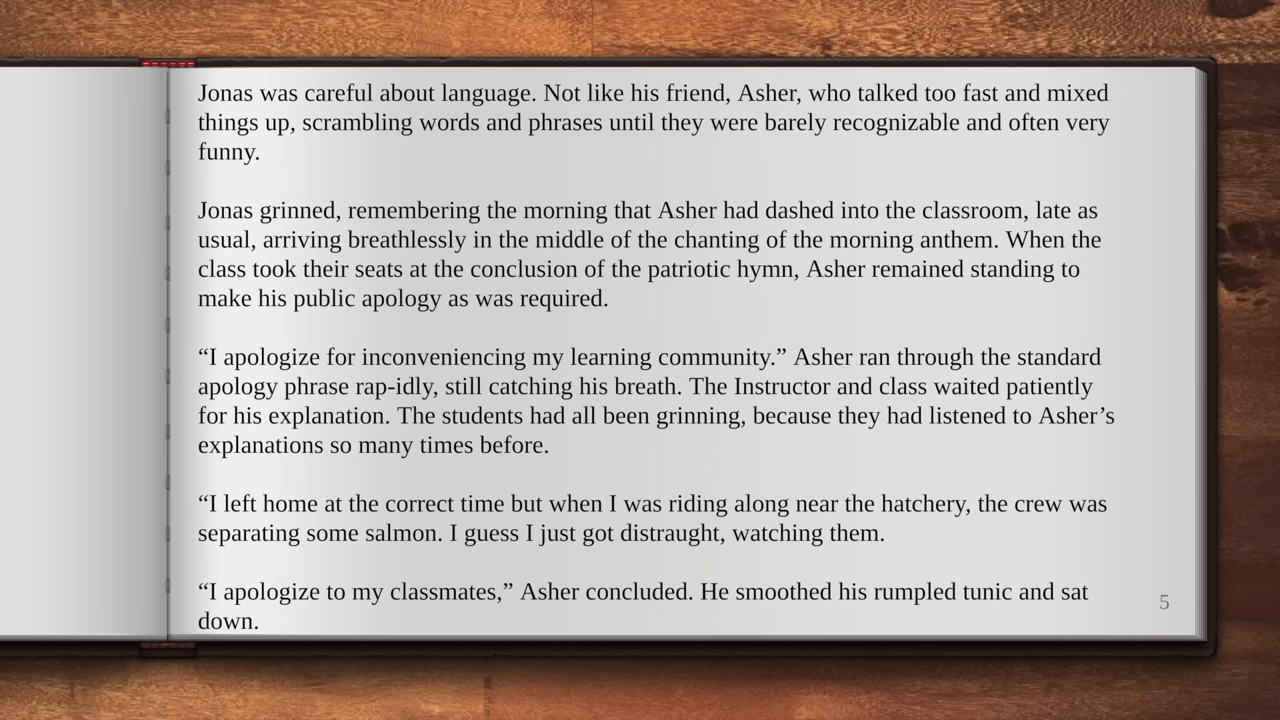 Jonas was careful about language. Not like his friend, Asher, who talked too fast and mixed
things up, scrambling words and phrases until they were barely recognizable and often very
funny.
Jonas grinned, remembering the morning that Asher had dashed into the classroom, late as
usual, arriving breathlessly in the middle of the chanting of the morning anthem. When the
class took their seats at the conclusion of the patriotic hymn, Asher remained standing to
make his public apology as was required.
“I apologize for inconveniencing my learning community.” Asher ran through the standard
apology phrase rap-idly, still catching his breath. The Instructor and class waited patiently
for his explanation. The students had all been grinning, because they had listened to Asher’s
explanations so many times before.
“I left home at the correct time but when I was riding along near the hatchery, the crew was
separating some salmon. I guess I just got distraught, watching them.
“I apologize to my classmates,” Asher concluded. He smoothed his rumpled tunic and sat
down.
5